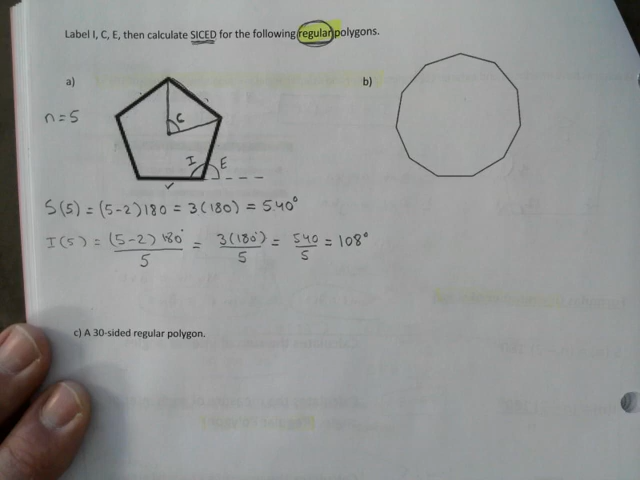 Label I, C, E, then calculate SICED for the following regular polygons.
a)
b)
n=5
C
I E
S(5) = (5-2)180 = 3(180) = 540°
I(5) = (5-2)180° / 5 = 3(180°) / 5 = 540 / 5 = 108°
c) A 30-sided regular polygon.